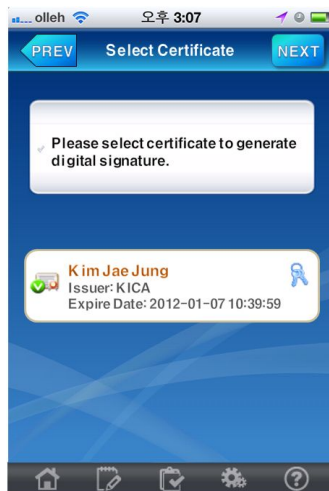 olleh 오후 3:07
PREV Select Certificate NEXT
Please select certificate to generate
digital signature.
Kim Jae Jung
Issuer: KICA
Expire Date: 2012-01-07 10:39:59